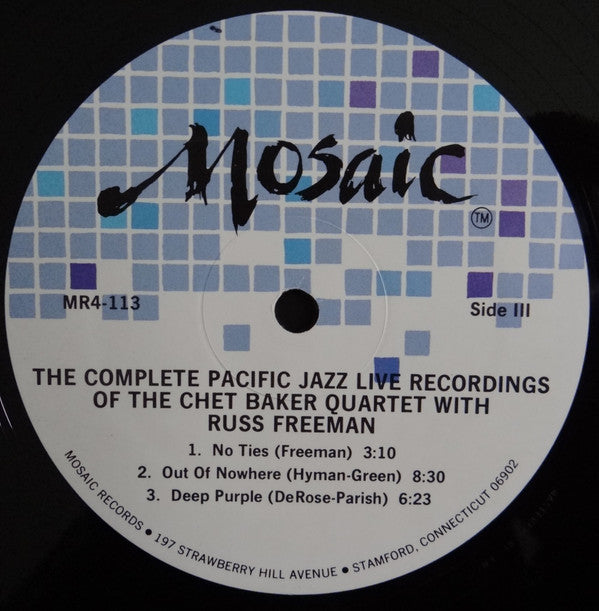 Mosaic
TM
MR4-113
Side III
THE COMPLETE PACIFIC JAZZ LIVE RECORDINGS
OF THE CHET BAKER QUARTET WITH
RUSS FREEMAN
1. No Ties (Freeman) 3:10
2. Out Of Nowhere (Hyman-Green) 8:30
3. Deep Purple (DeRose-Parish) 6:23
MOSAIC RECORDS • 197 STRAWBERRY HILL AVENUE • STAMFORD, CONNECTICUT 06902